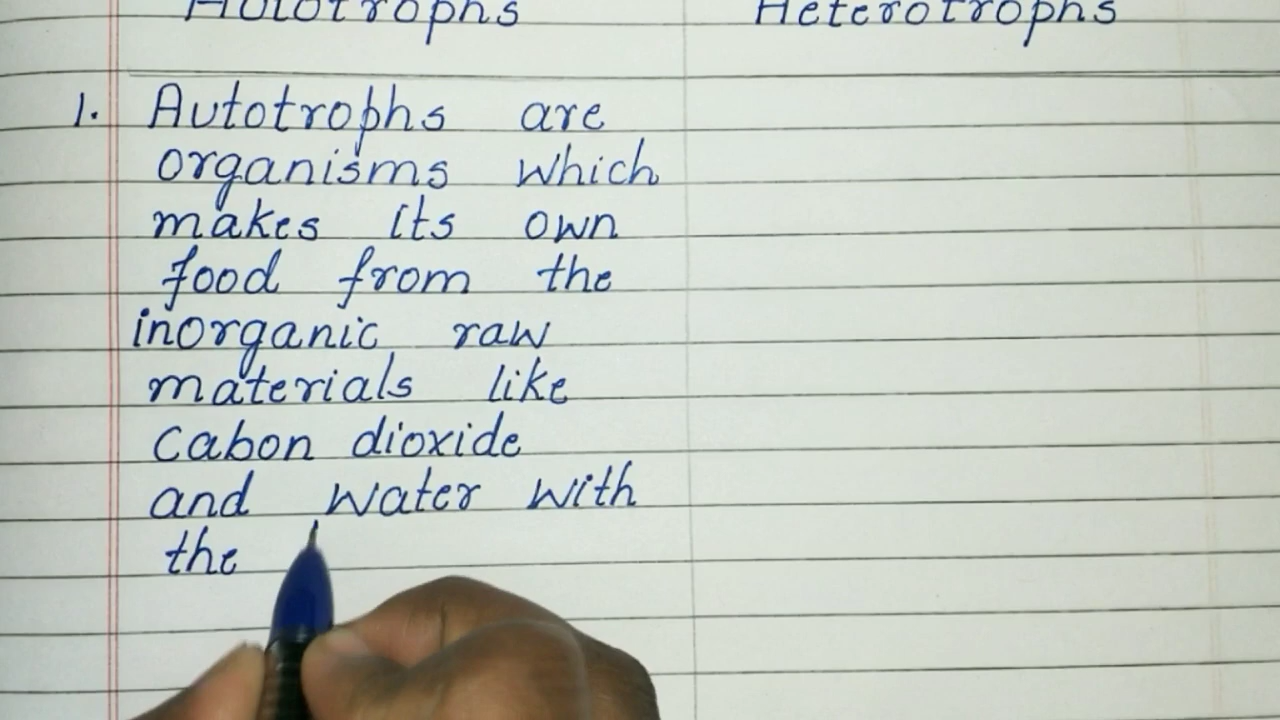 Autotrophs Heterotrophs
1. Autotrophs are
organisms which
makes its own
food from the
inorganic raw
materials like
Cabon dioxide
and water with
the